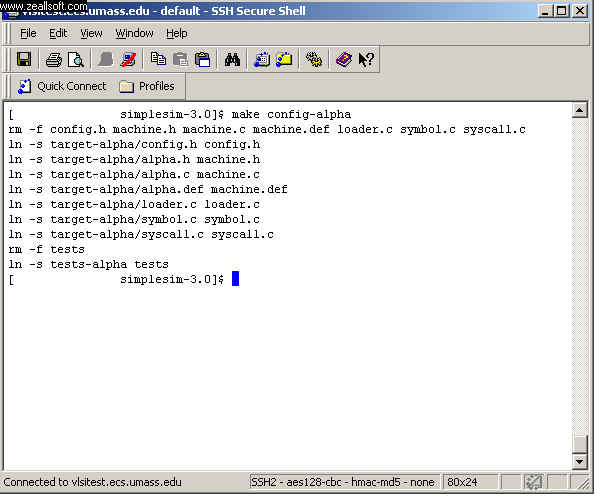 www.zeallsoft.com
vlsitest.ecs.umass.edu - default - SSH Secure Shell
File Edit View Window Help
Quick Connect Profiles
[ simplesim-3.0]$ make config-alpha
rm -f config.h machine.h machine.c machine.def loader.c symbol.c syscall.c
ln -s target-alpha/config.h config.h
ln -s target-alpha/alpha.h machine.h
ln -s target-alpha/alpha.c machine.c
ln -s target-alpha/alpha.def machine.def
ln -s target-alpha/loader.c loader.c
ln -s target-alpha/symbol.c symbol.c
ln -s target-alpha/syscall.c syscall.c
rm -f tests
ln -s tests-alpha tests
[ simplesim-3.0]$
Connected to vlsitest.ecs.umass.edu SSH2 - aes128-cbc - hmac-md5 - none 80x24